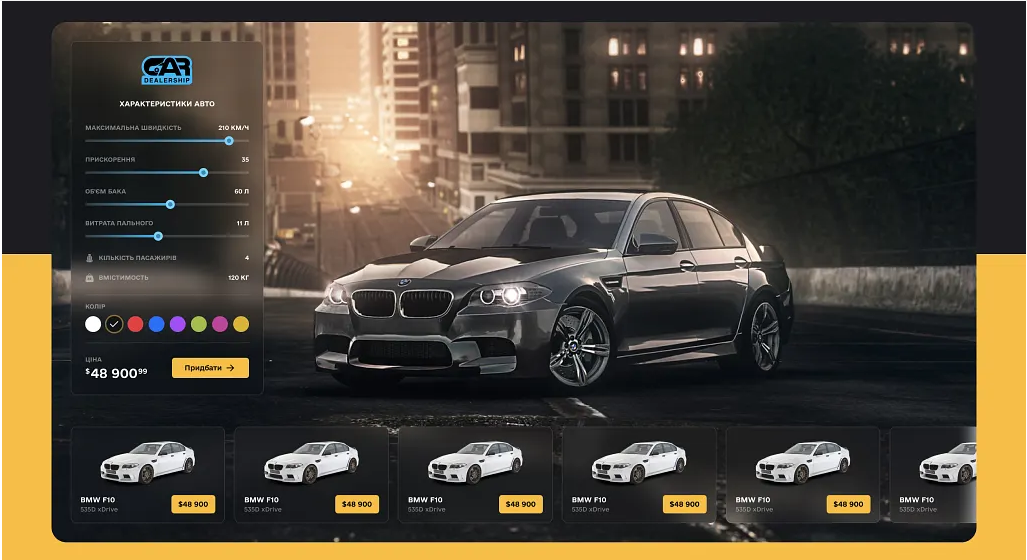 CAR
DEALERSHIP
ХАРАКТЕРИСТИКИ АВТО
МАКСИМАЛЬНА ШВИДКІСТЬ 210 КМ/Ч
ПРИСКОРЕННЯ 35
ОБ'ЄМ БАКА 60 Л
ВИТРАТА ПАЛЬНОГО 11 Л
КІЛЬКІСТЬ ПАСАЖИРІВ 4
ВМІСТИМОСТЬ 120 КГ
КОЛІР
ЦІНА
$48 900⁹⁹ Придбати →
BMW F10
535D xDrive $48 900
BMW F10
535D xDrive $48 900
BMW F10
535D xDrive $48 900
BMW F10
535D xDrive $48 900
BMW F10
535D xDrive $48 900
BMW F10
535D xDrive